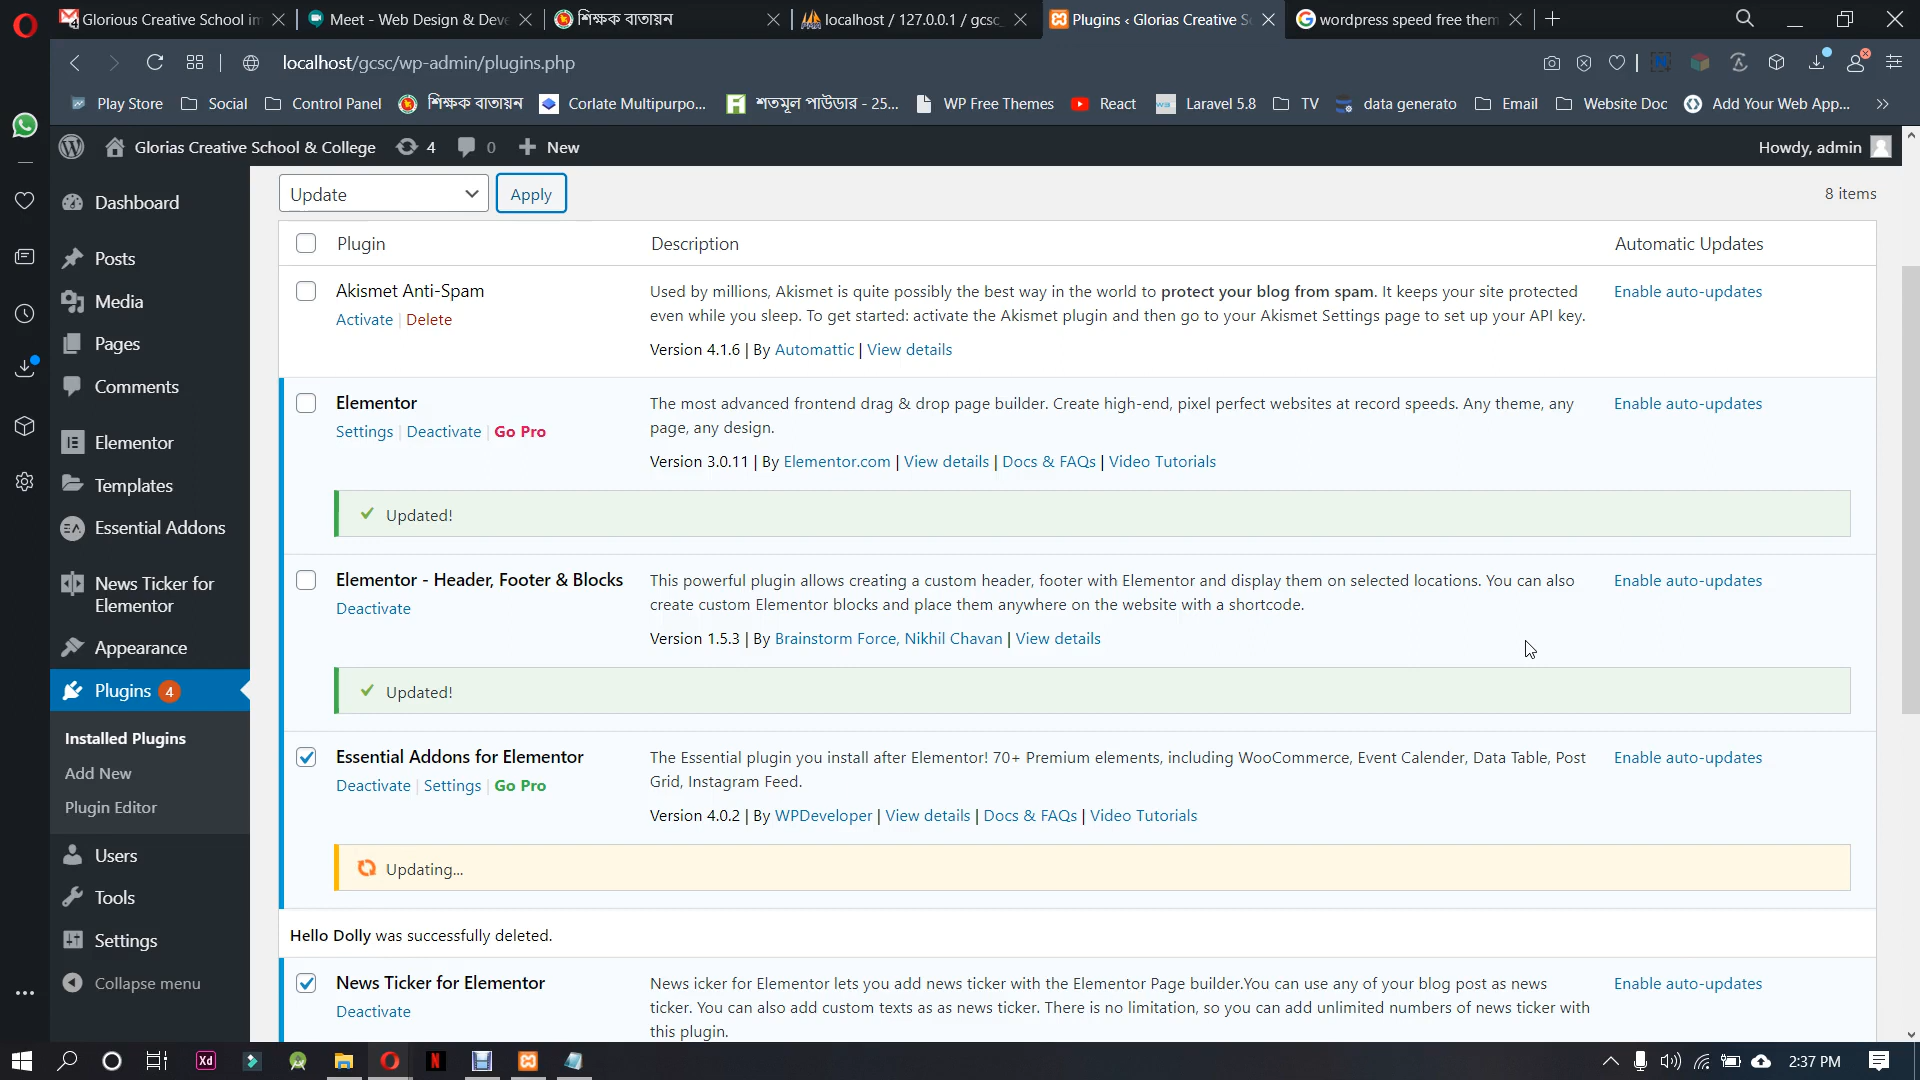 Glorious Creative School in
Meet - Web Design & Deve
শিক্ষক বাতায়ন
localhost / 127.0.0.1 / gcsc_
Plugins ‹ Glorias Creative S
wordpress speed free them
localhost/gcsc/wp-admin/plugins.php
Play Store
Social
Control Panel
শিক্ষক বাতায়ন
Corlate Multipurpo...
শতমূল পাউডার - 25...
WP Free Themes
React
Laravel 5.8
TV
data generato
Email
Website Doc
Add Your Web App...
Glorias Creative School & College
4
0
New
Howdy, admin
Dashboard
Posts
Media
Pages
Comments
Elementor
Templates
Essential Addons
News Ticker for
Elementor
Appearance
Plugins 4
Installed Plugins
Add New
Plugin Editor
Users
Tools
Settings
Collapse menu
Update
Apply
8 items
Plugin
Description
Automatic Updates
Akismet Anti-Spam
Activate | Delete
Used by millions, Akismet is quite possibly the best way in the world to protect your blog from spam. It keeps your site protected
even while you sleep. To get started: activate the Akismet plugin and then go to your Akismet Settings page to set up your API key.
Version 4.1.6 | By Automattic | View details
Enable auto-updates
Elementor
Settings | Deactivate | Go Pro
The most advanced frontend drag & drop page builder. Create high-end, pixel perfect websites at record speeds. Any theme, any
page, any design.
Version 3.0.11 | By Elementor.com | View details | Docs & FAQs | Video Tutorials
Enable auto-updates
Updated!
Elementor - Header, Footer & Blocks
Deactivate
This powerful plugin allows creating a custom header, footer with Elementor and display them on selected locations. You can also
create custom Elementor blocks and place them anywhere on the website with a shortcode.
Version 1.5.3 | By Brainstorm Force, Nikhil Chavan | View details
Enable auto-updates
Updated!
Essential Addons for Elementor
Deactivate | Settings | Go Pro
The Essential plugin you install after Elementor! 70+ Premium elements, including WooCommerce, Event Calender, Data Table, Post
Grid, Instagram Feed.
Version 4.0.2 | By WPDeveloper | View details | Docs & FAQs | Video Tutorials
Enable auto-updates
Updating...
Hello Dolly was successfully deleted.
News Ticker for Elementor
Deactivate
News icker for Elementor lets you add news ticker with the Elementor Page builder.You can use any of your blog post as news
ticker. You can also add custom texts as as news ticker. There is no limitation, so you can add unlimited numbers of news ticker with
this plugin.
Enable auto-updates
Xd
N
2:37 PM